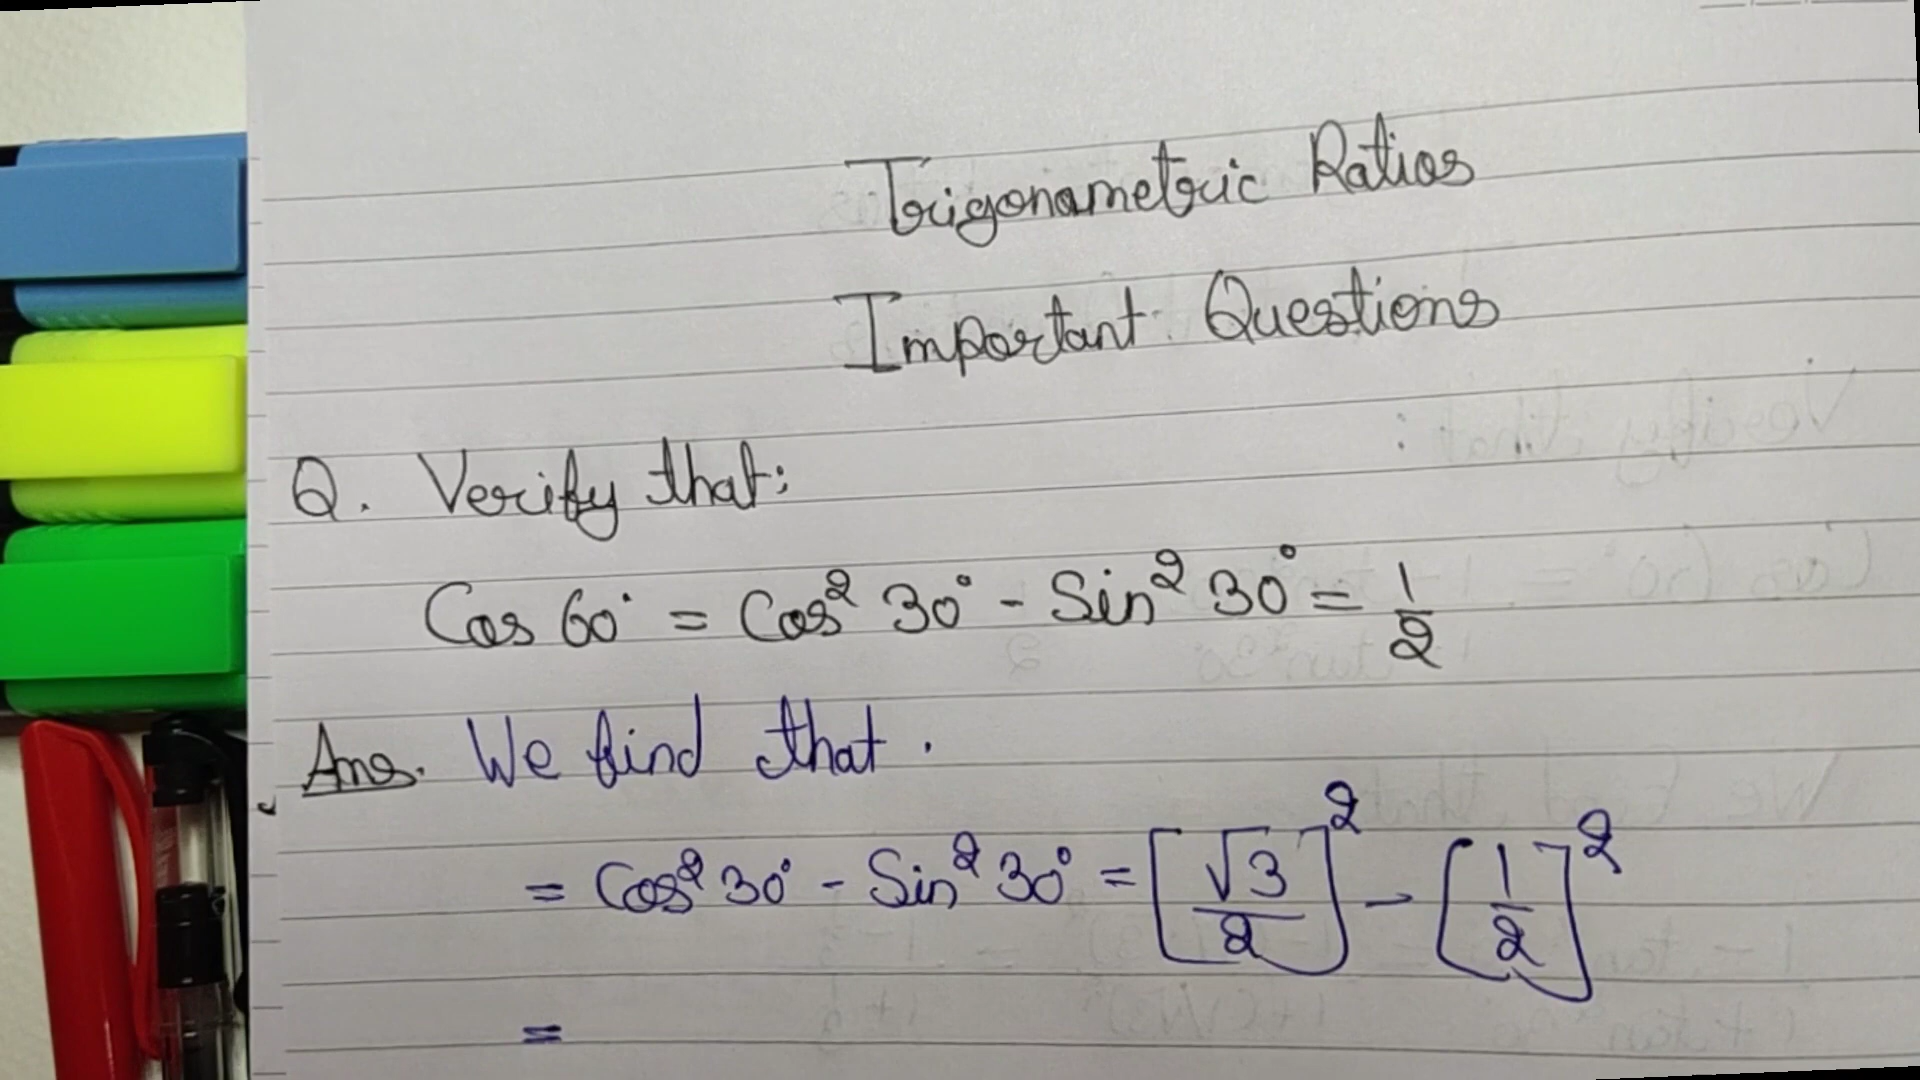 Trigonametric Ratios
Important Questions
Q. Verify that:
Cos 60° = Cos² 30° - Sin² 30° = 1/2
Ans. We find that.
= Cos² 30° - Sin² 30° = [√3/2]² - [1/2]²
=